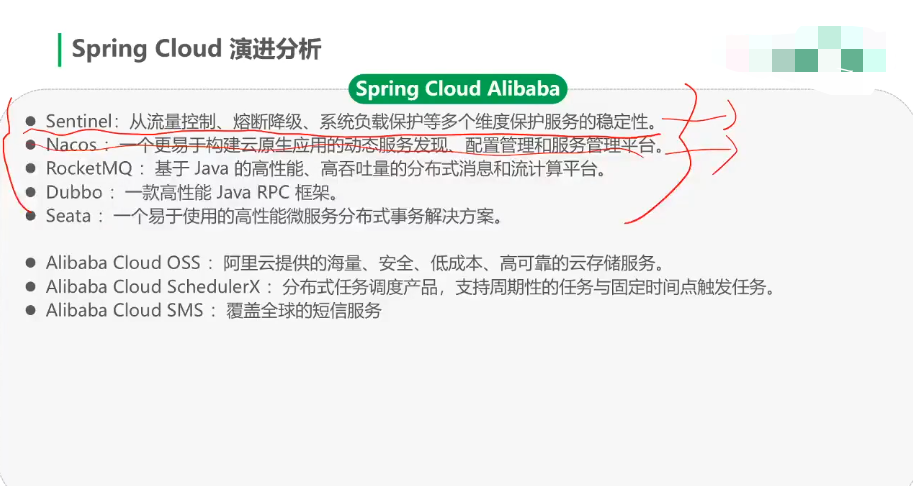 Spring Cloud 演进分析
Spring Cloud Alibaba
Sentinel：从流量控制、熔断降级、系统负载保护等多个维度保护服务的稳定性。
Nacos：一个更易于构建云原生应用的动态服务发现、配置管理和服务管理平台。
RocketMQ：基于 Java 的高性能、高吞吐量的分布式消息和流计算平台。
Dubbo：一款高性能 Java RPC 框架。
Seata：一个易于使用的高性能微服务分布式事务解决方案。
Alibaba Cloud OSS：阿里云提供的海量、安全、低成本、高可靠的云存储服务。
Alibaba Cloud SchedulerX：分布式任务调度产品，支持周期性的任务与固定时间点触发任务。
Alibaba Cloud SMS：覆盖全球的短信服务